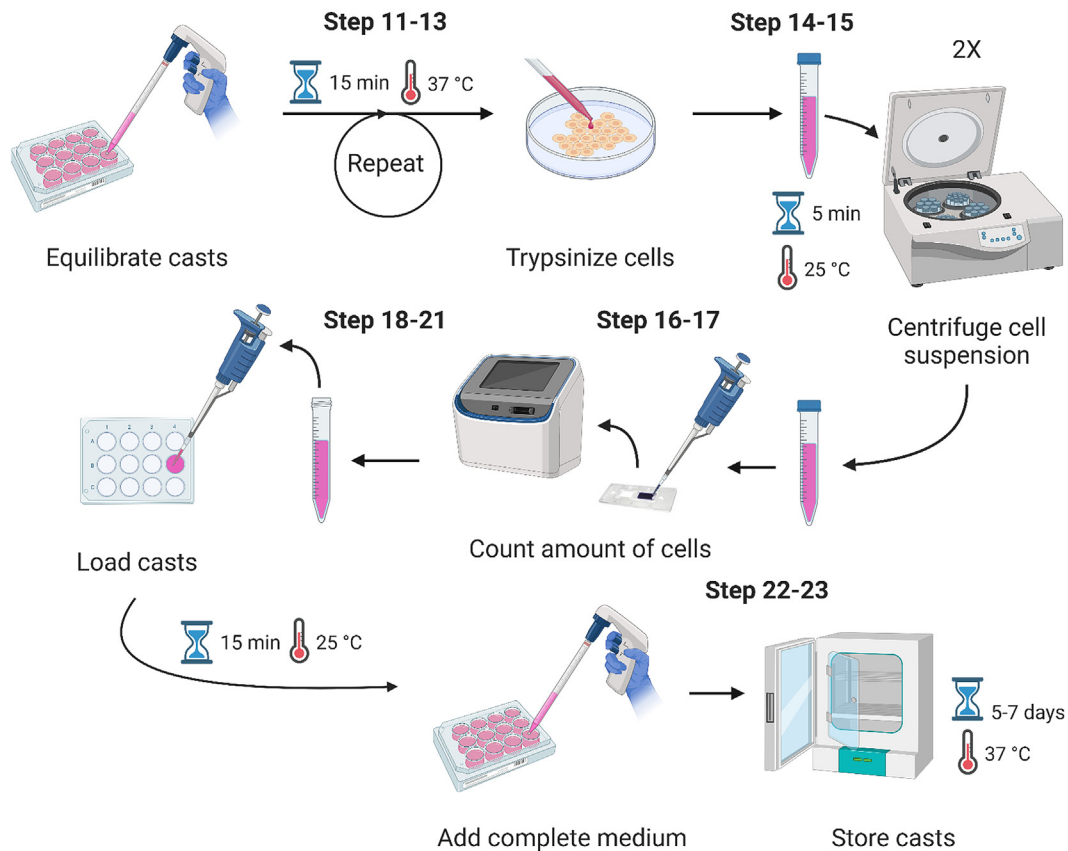 Step 11-13
15 min
37 °C
Repeat
Equilibrate casts
Trypsinize cells
Step 14-15
2X
5 min
25 °C
Centrifuge cell
suspension
Step 18-21
Step 16-17
1 2 3 4
A
B
C
Load casts
Count amount of cells
Step 22-23
15 min
25 °C
5-7 days
37 °C
Add complete medium
Store casts